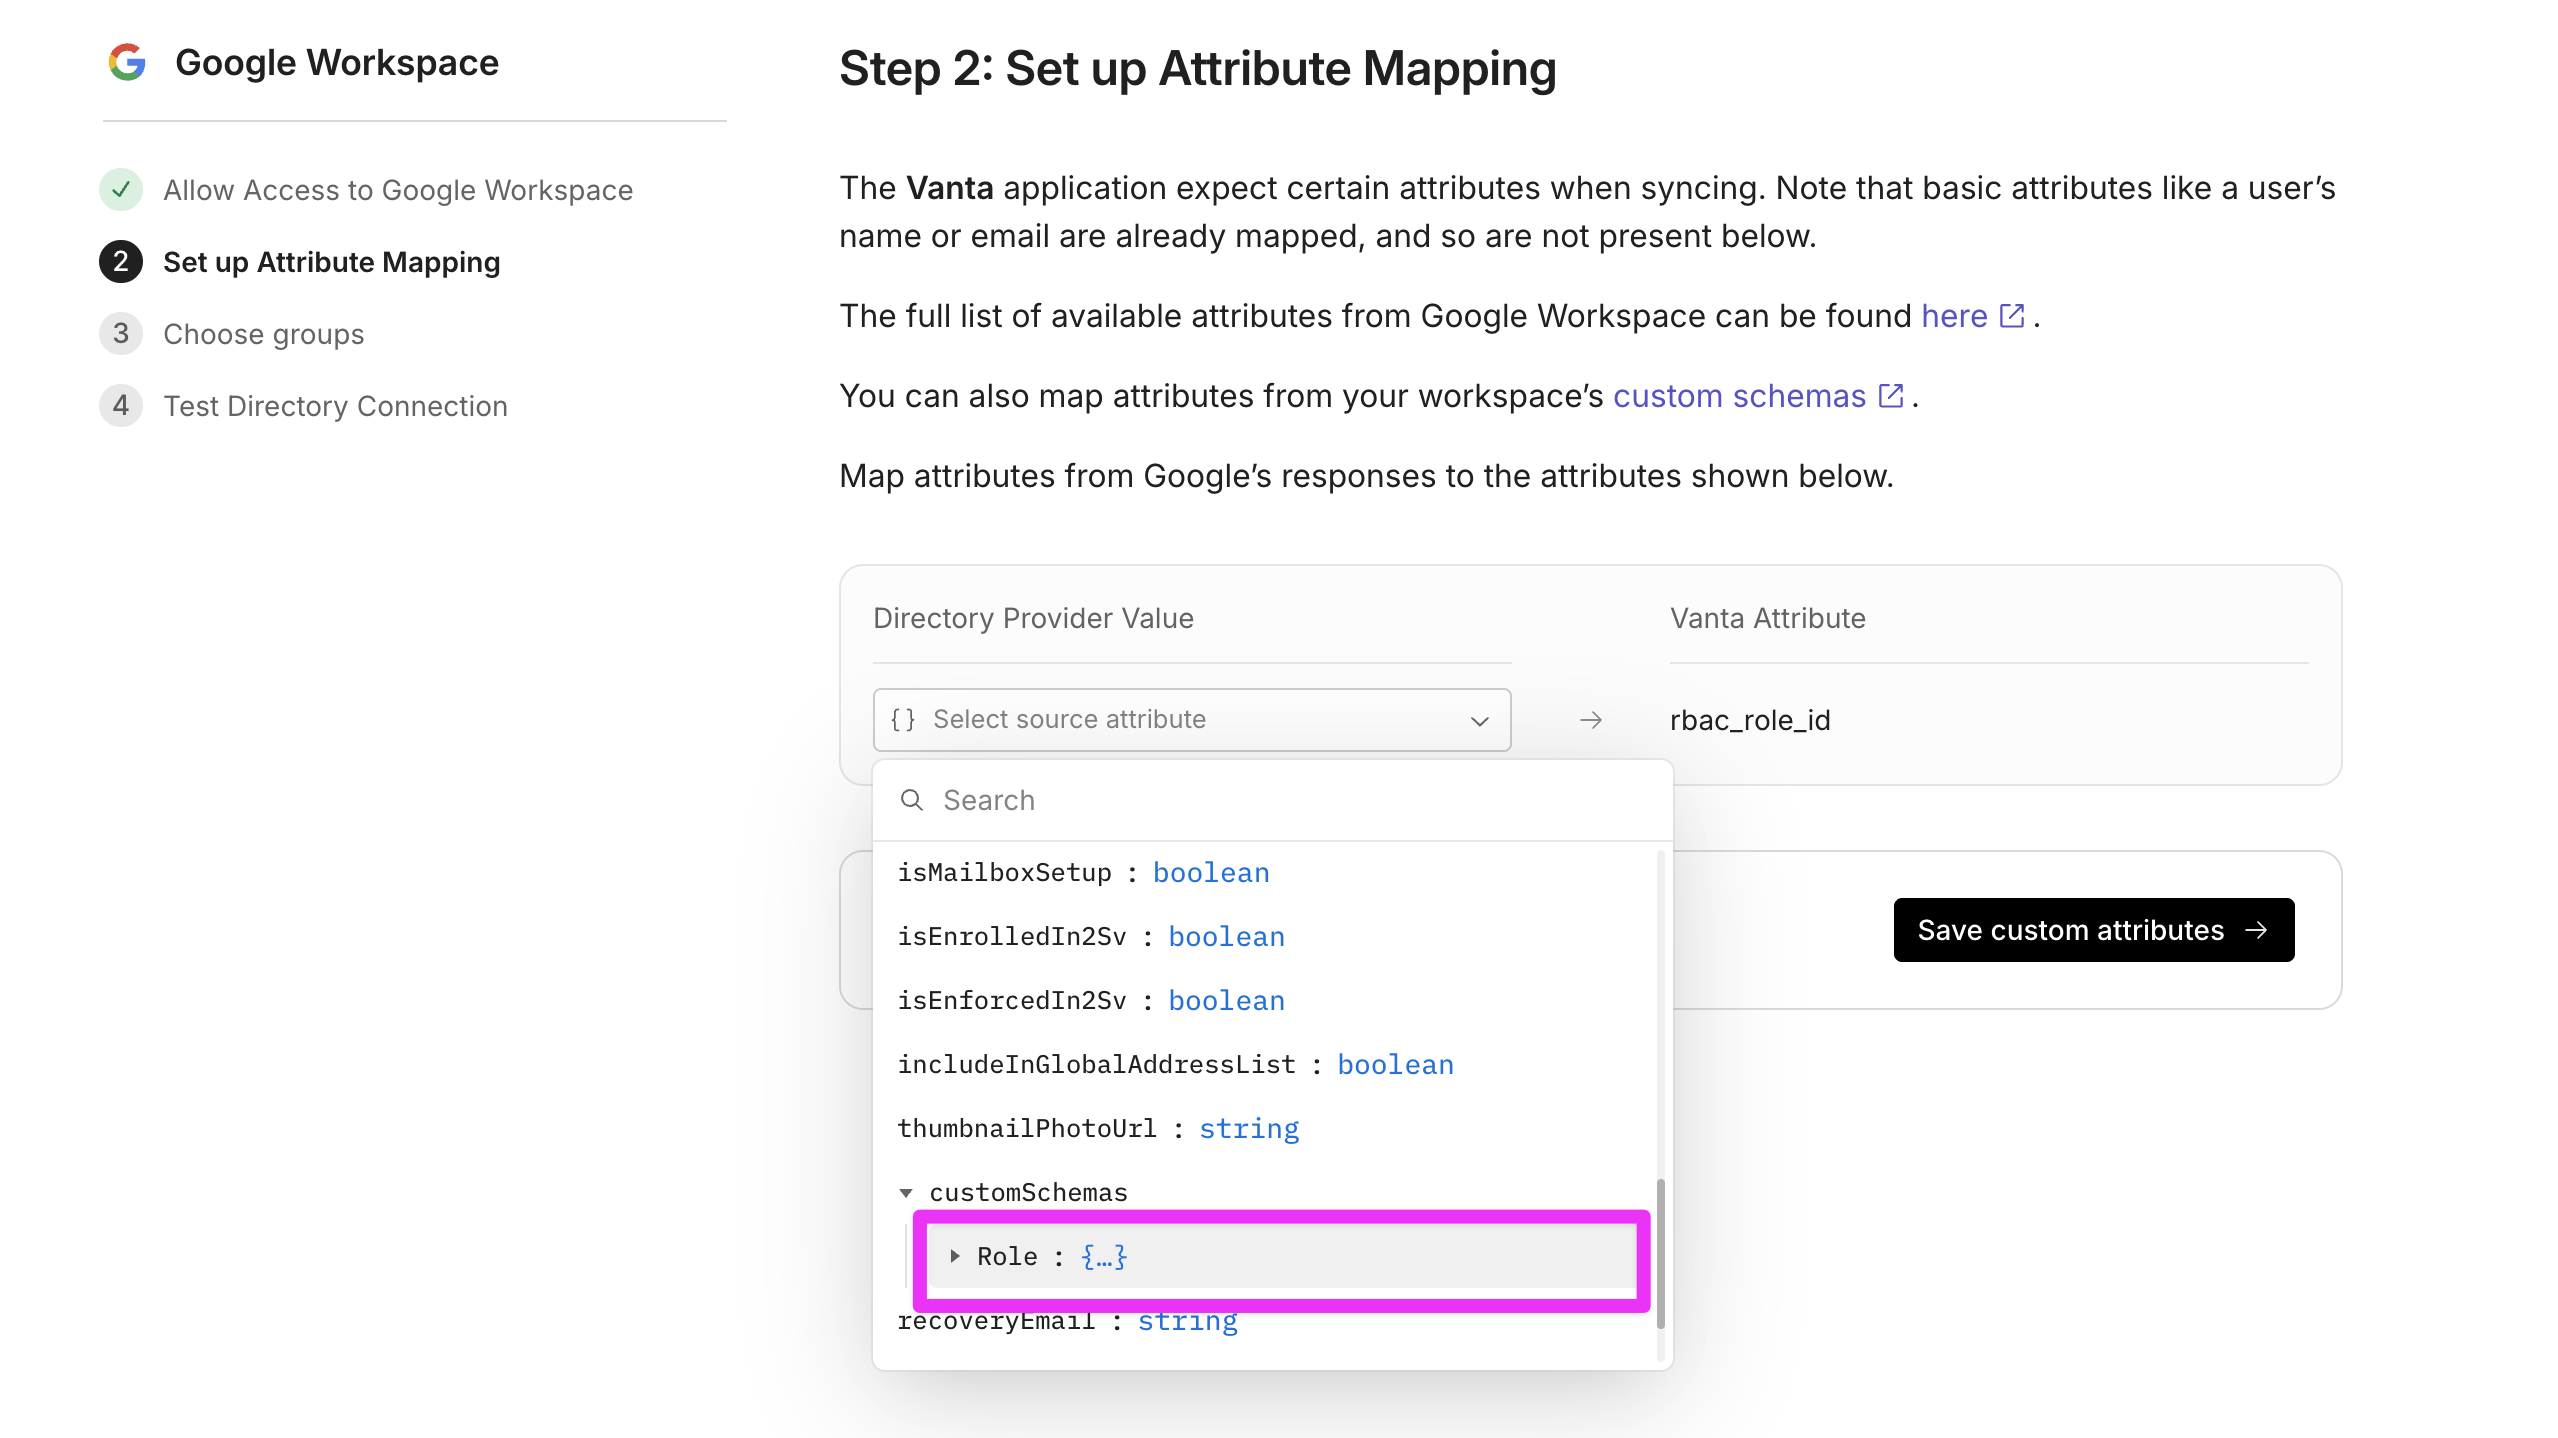 Google Workspace
Allow Access to Google Workspace
2 Set up Attribute Mapping
3 Choose groups
4 Test Directory Connection
Step 2: Set up Attribute Mapping
The Vanta application expect certain attributes when syncing. Note that basic attributes like a user’s
name or email are already mapped, and so are not present below.
The full list of available attributes from Google Workspace can be found here .
You can also map attributes from your workspace’s custom schemas .
Map attributes from Google’s responses to the attributes shown below.
Directory Provider Value
Vanta Attribute
{} Select source attribute
→ rbac_role_id
Search
isMailboxSetup : boolean
isEnrolledIn2Sv : boolean
isEnforcedIn2Sv : boolean
includeInGlobalAddressList : boolean
thumbnailPhotoUrl : string
customSchemas
Role : {…}
recoveryEmail : string
Save custom attributes →